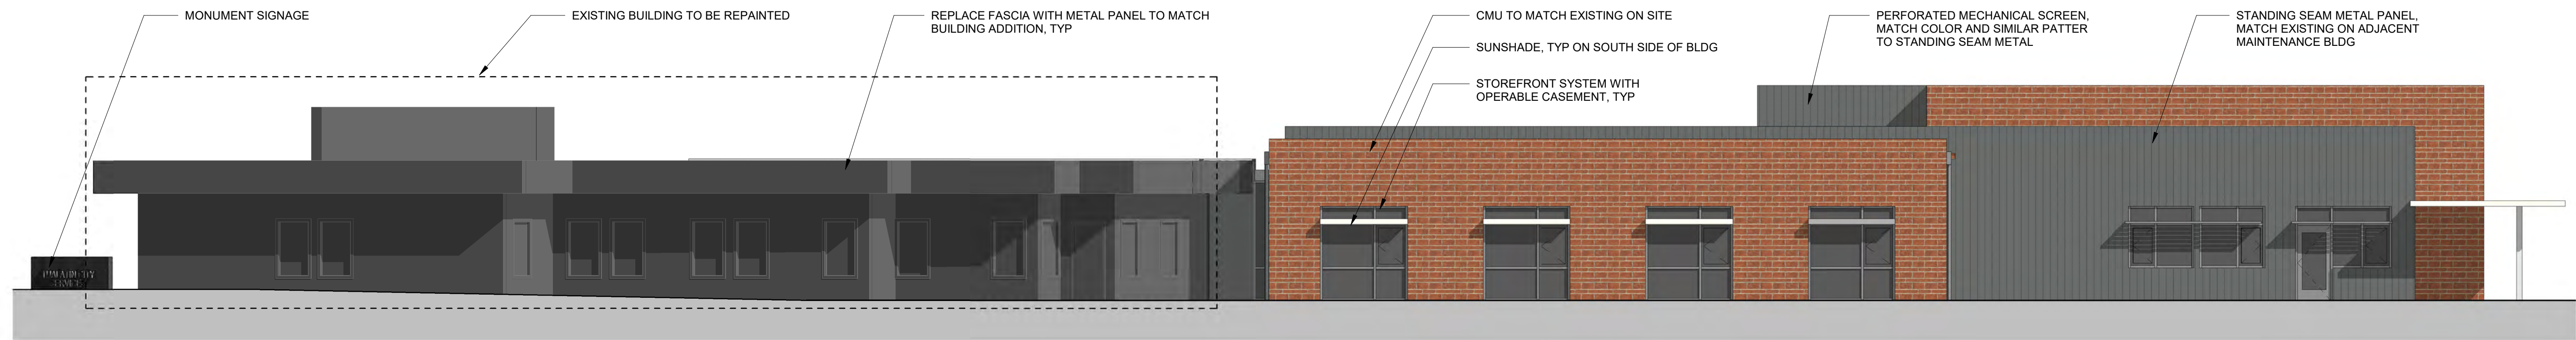 MONUMENT SIGNAGE
EXISTING BUILDING TO BE REPAINTED
REPLACE FASCIA WITH METAL PANEL TO MATCH
BUILDING ADDITION, TYP
CMU TO MATCH EXISTING ON SITE
SUNSHADE, TYP ON SOUTH SIDE OF BLDG
STOREFRONT SYSTEM WITH
OPERABLE CASEMENT, TYP
PERFORATED MECHANICAL SCREEN,
MATCH COLOR AND SIMILAR PATTER
TO STANDING SEAM METAL
STANDING SEAM METAL PANEL,
MATCH EXISTING ON ADJACENT
MAINTENANCE BLDG
TUALATIN CITY
SERVICE